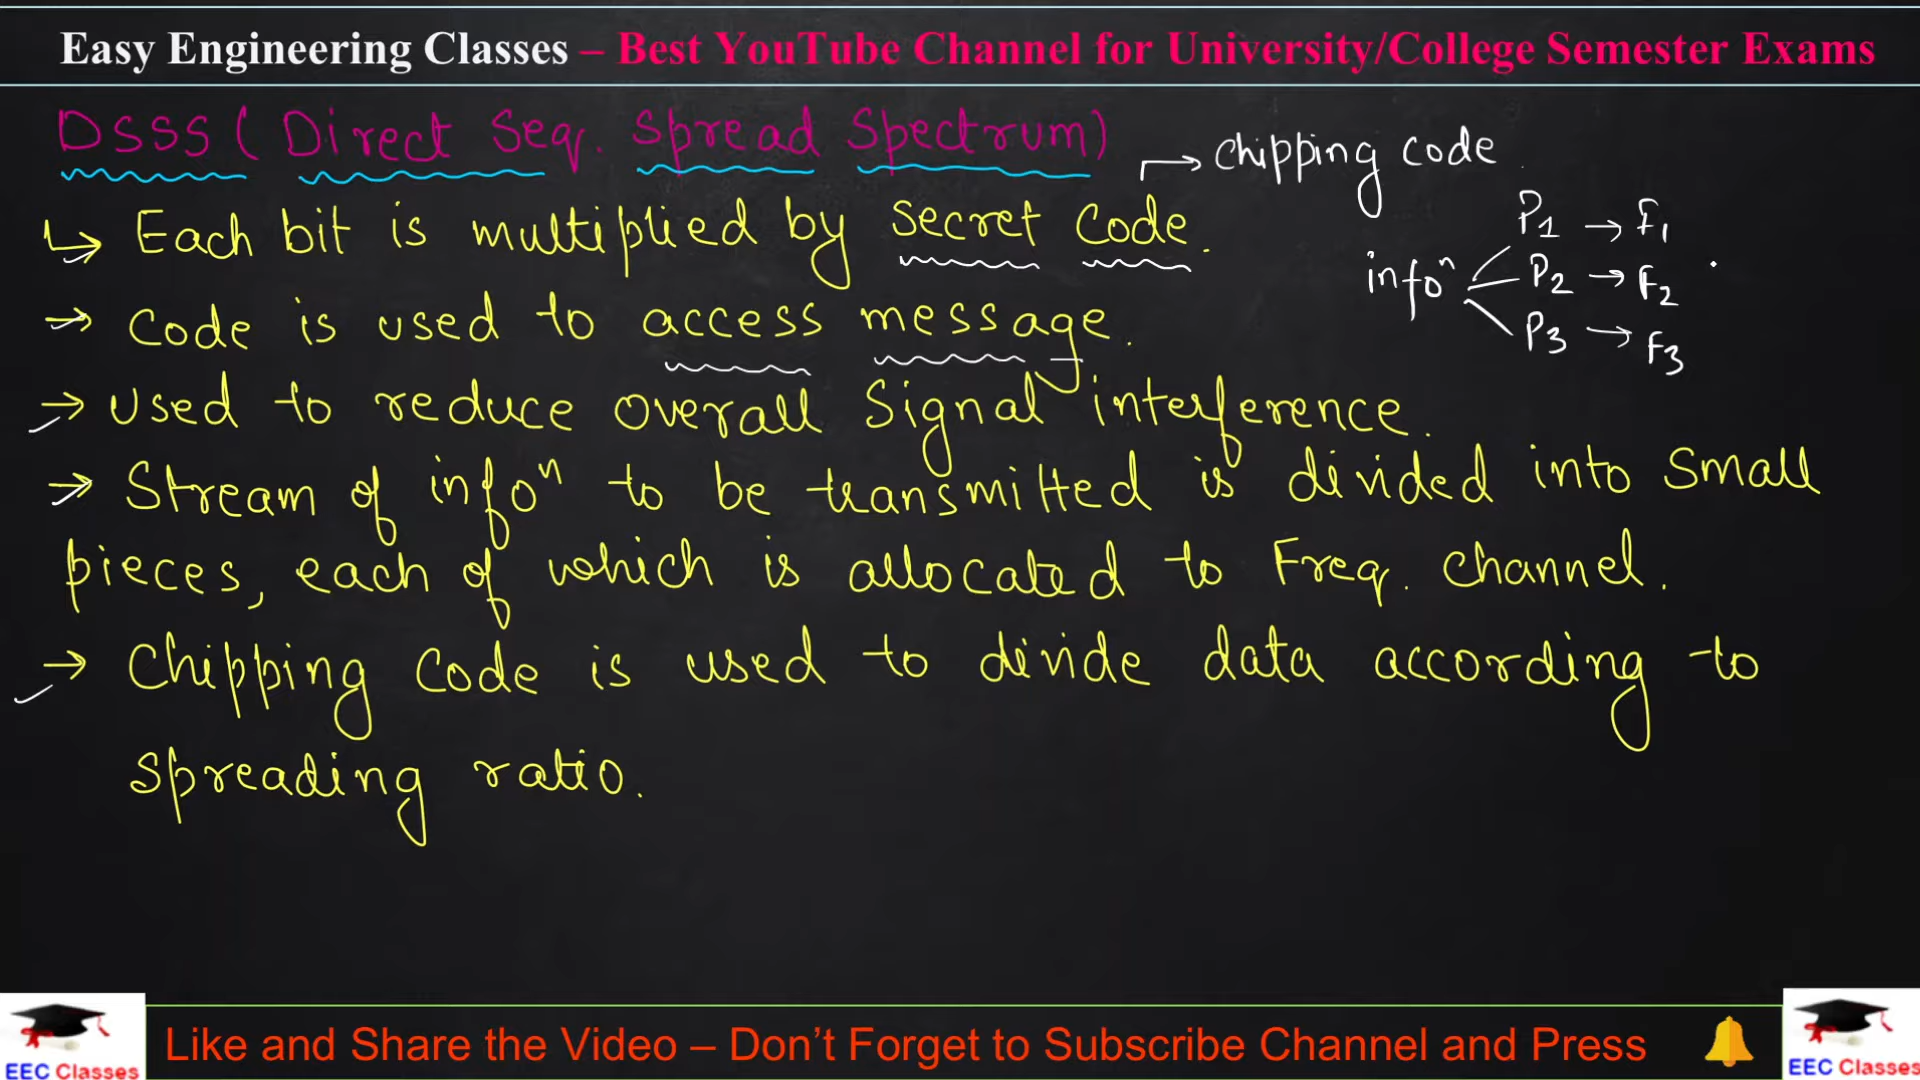 Easy Engineering Classes – Best YouTube Channel for University/College Semester Exams
DSSS (Direct Seq. Spread Spectrum)
→ Chipping code
↳ Each bit is multiplied by Secret Code.
P1 → F1
infoⁿ P2 → F2
P3 → F3
→ Code is used to access message.
→ Used to reduce overall Signal interference.
→ Stream of infoⁿ to be transmitted is divided into Small
pieces, each of which is allocated to Freq. Channel.
→ Chipping Code is used to divide data according to
spreading ratio.
Like and Share the Video – Don’t Forget to Subscribe Channel and Press
EEC Classes
EEC Classes